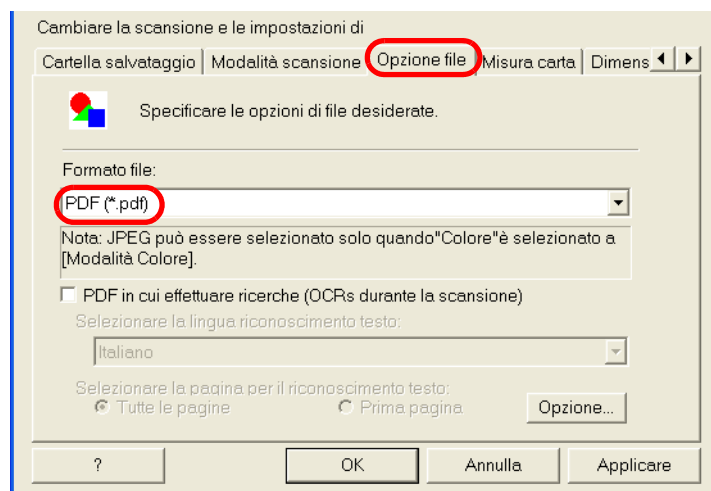 Cambiare la scansione e le impostazioni di
Cartella salvataggio Modalità scansione Opzione file Misura carta Dimens
Specificare le opzioni di file desiderate.
Formato file:
PDF (*.pdf)
Nota: JPEG può essere selezionato solo quando"Colore"è selezionato a
[Modalità Colore].
PDF in cui effettuare ricerche (OCRs durante la scansione)
Selezionare la lingua riconoscimento testo:
Italiano
Selezionare la pagina per il riconoscimento testo:
Tutte le pagine Prima pagina Opzione...
? OK Annulla Applicare